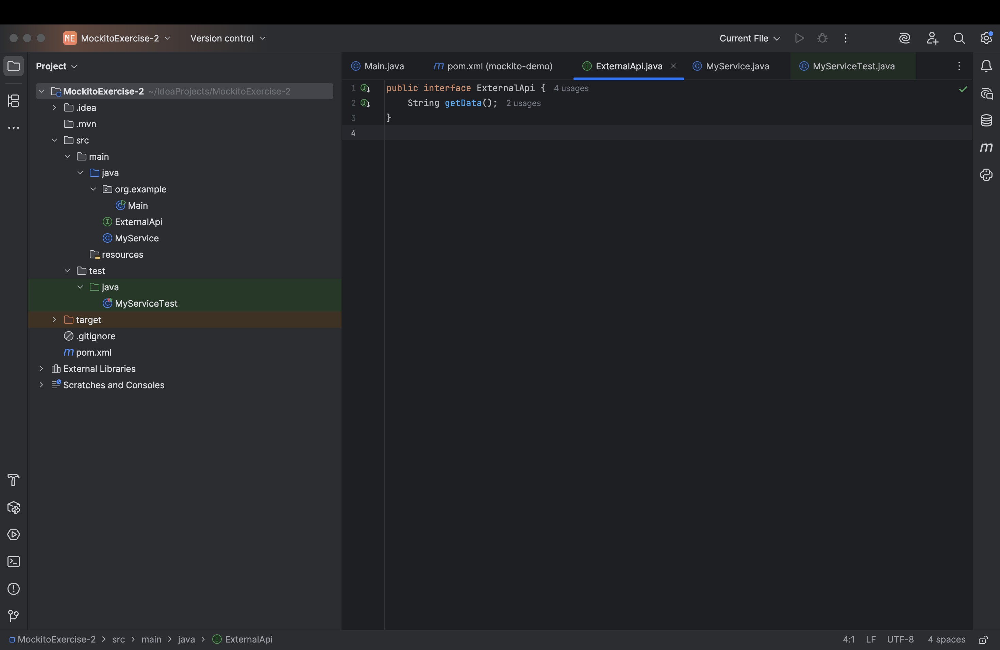 ME MockitoExercise-2 Version control Current File
Project
Main.java pom.xml (mockito-demo) ExternalApi.java MyService.java MyServiceTest.java
MockitoExercise-2 ~/IdeaProjects/MockitoExercise-2
.idea
.mvn
src
main
java
org.example
Main
ExternalApi
MyService
resources
test
java
MyServiceTest
target
.gitignore
m pom.xml
External Libraries
Scratches and Consoles
1 public interface ExternalApi { 4 usages
2 String getData(); 2 usages
3 }
4
MockitoExercise-2 > src > main > java > ExternalApi 4:1 LF UTF-8 4 spaces